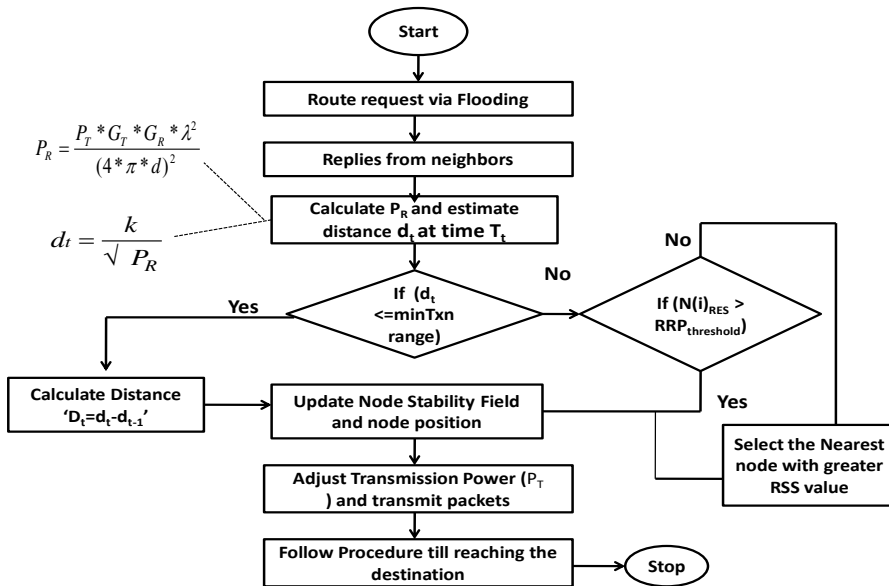 Start
Route request via Flooding
P_R = P_T * G_T * G_R * λ² / (4 * π * d)²
Replies from neighbors
Calculate P_R and estimate
distance d_t at time T_t
d_t = k / √ P_R
No
No
Yes
If (d_t
<=minTxn
range)
If (N(i)_RES >
RRP_threshold)
Calculate Distance
‘D_t=d_t-d_t-1’
Update Node Stability Field
and node position
Yes
Select the Nearest
node with greater
RSS value
Adjust Transmission Power (P_T
) and transmit packets
Follow Procedure till reaching the
destination
Stop